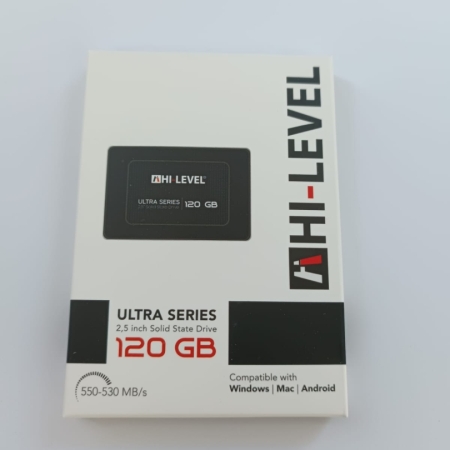 HI-LEVEL
HI-LEVEL
ULTRA SERIES 120 GB
ULTRA SERIES
2,5 inch Solid State Drive
120 GB
550-530 MB/s
Compatible with
Windows | Mac | Android